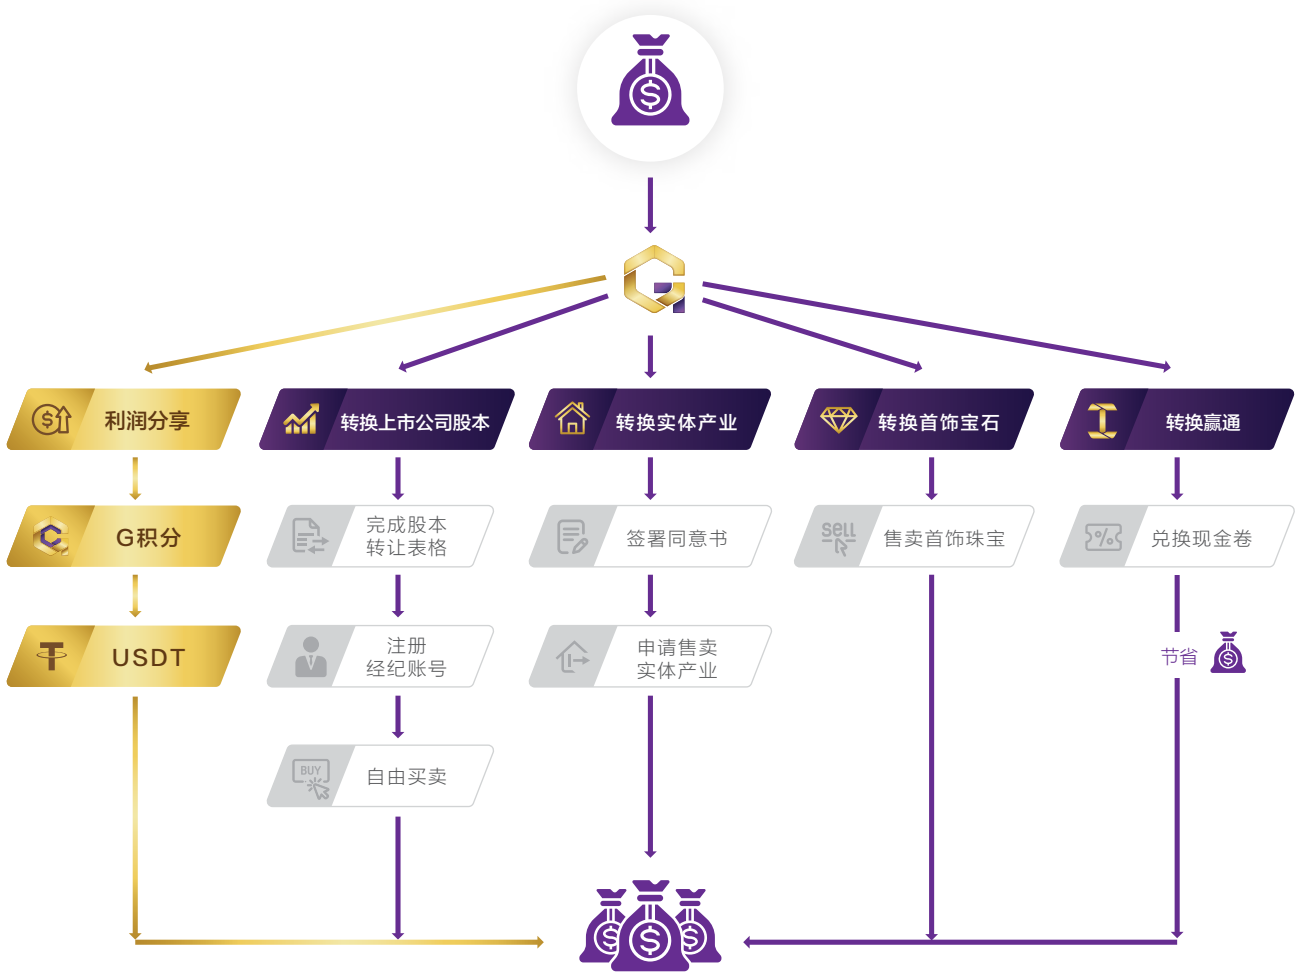 利润分享
转换上市公司股本
转换实体产业
转换首饰宝石
转换赢通
G积分
完成股本
转让表格
签署同意书
sell
售卖首饰珠宝
%
兑换现金卷
USDT
注册
经纪账号
申请售卖
实体产业
节省
BUY
自由买卖